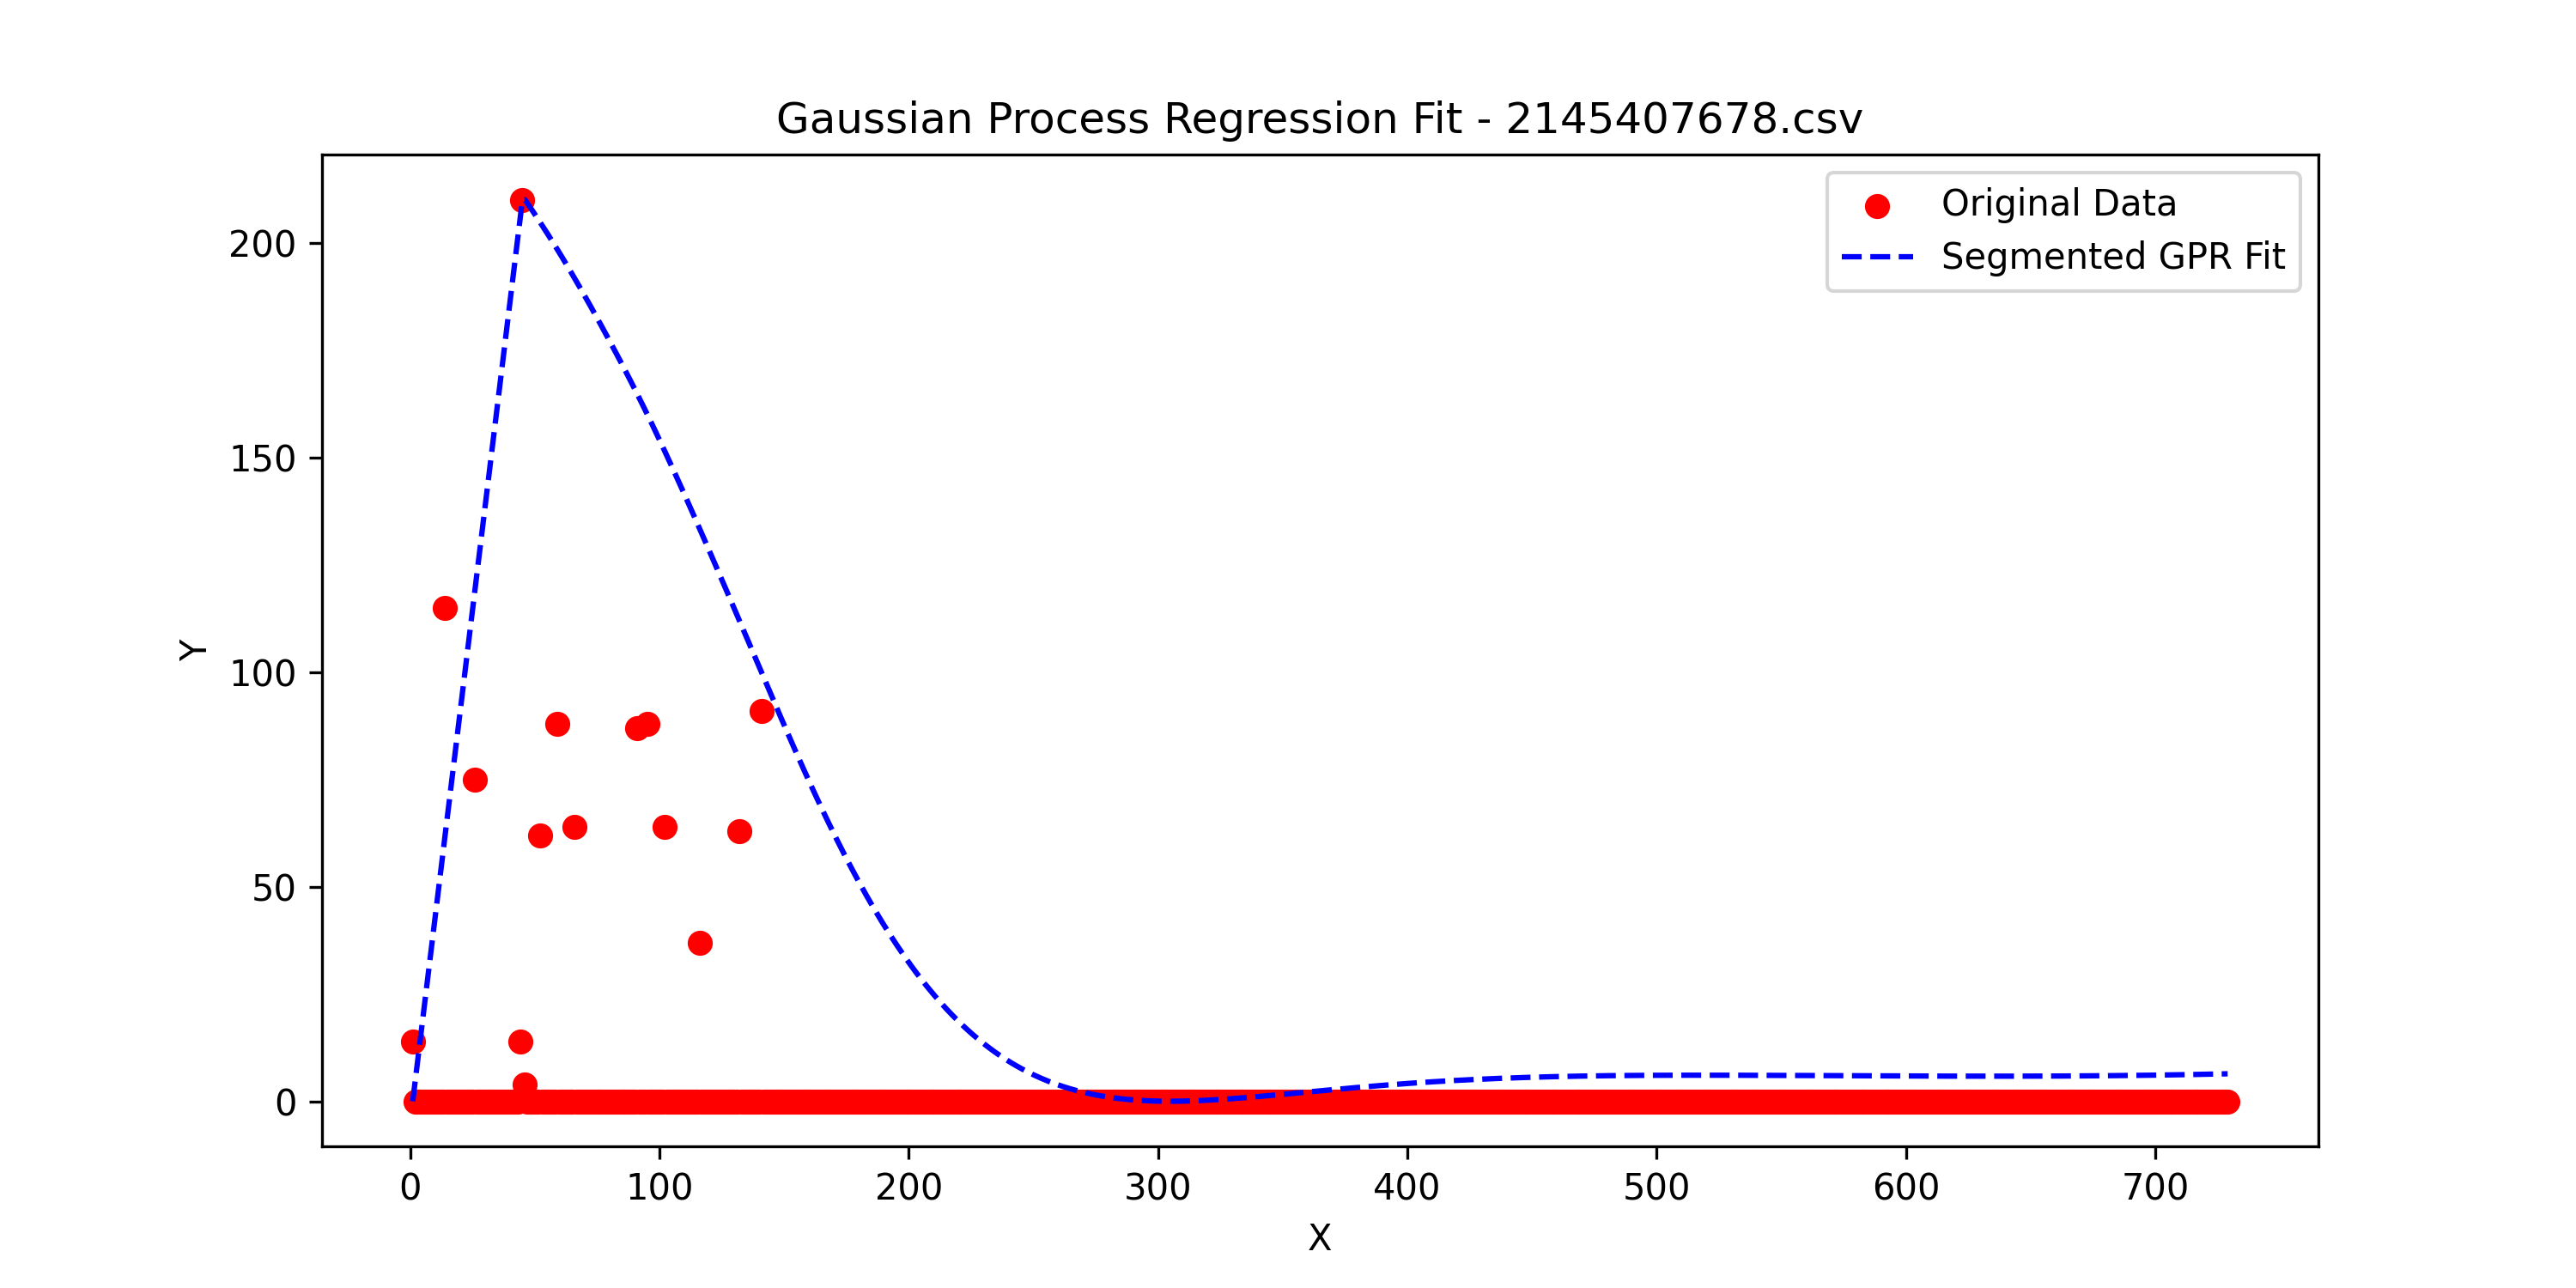 Gaussian Process Regression Fit - 2145407678.csv
Original Data
Segmented GPR Fit
200
150
100
50
0
Y
0 100 200 300 400 500 600 700
X